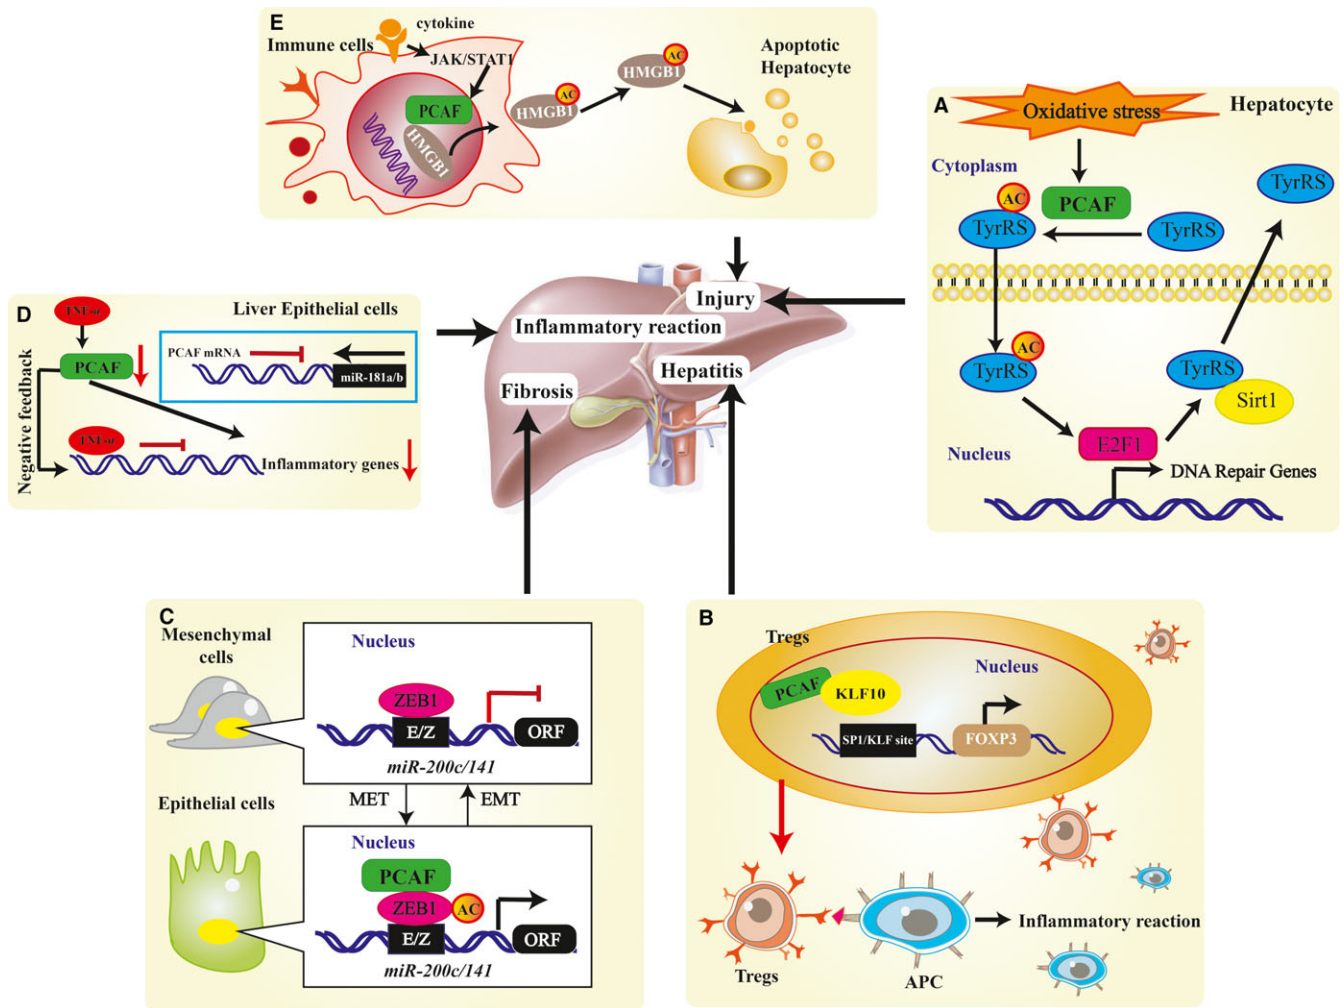 E
cytokine
Immune cells
JAK/STAT1
PCAF
HMGB1
AC
HMGB1
AC
HMGB1
Apoptotic
Hepatocyte
A
Oxidative stress
Hepatocyte
Cytoplasm
TyrRS
AC
PCAF
TyrRS
TyrRS
AC
TyrRS
TyrRS
Sirt1
E2F1
Nucleus
DNA Repair Genes
D
Liver Epithelial cells
TNF-α
PCAF mRNA
PCAF
miR-181a/b
Negative feedback
TNF-α
Inflammatory genes
Injury
Inflammatory reaction
Hepatitis
Fibrosis
C
Mesenchymal
cells
Nucleus
ZEB1
E/Z
ORF
miR-200c/141
MET
EMT
Epithelial cells
Nucleus
PCAF
ZEB1
AC
E/Z
ORF
miR-200c/141
B
Tregs
Nucleus
PCAF
KLF10
SP1/KLF site
FOXP3
Inflammatory reaction
Tregs
APC